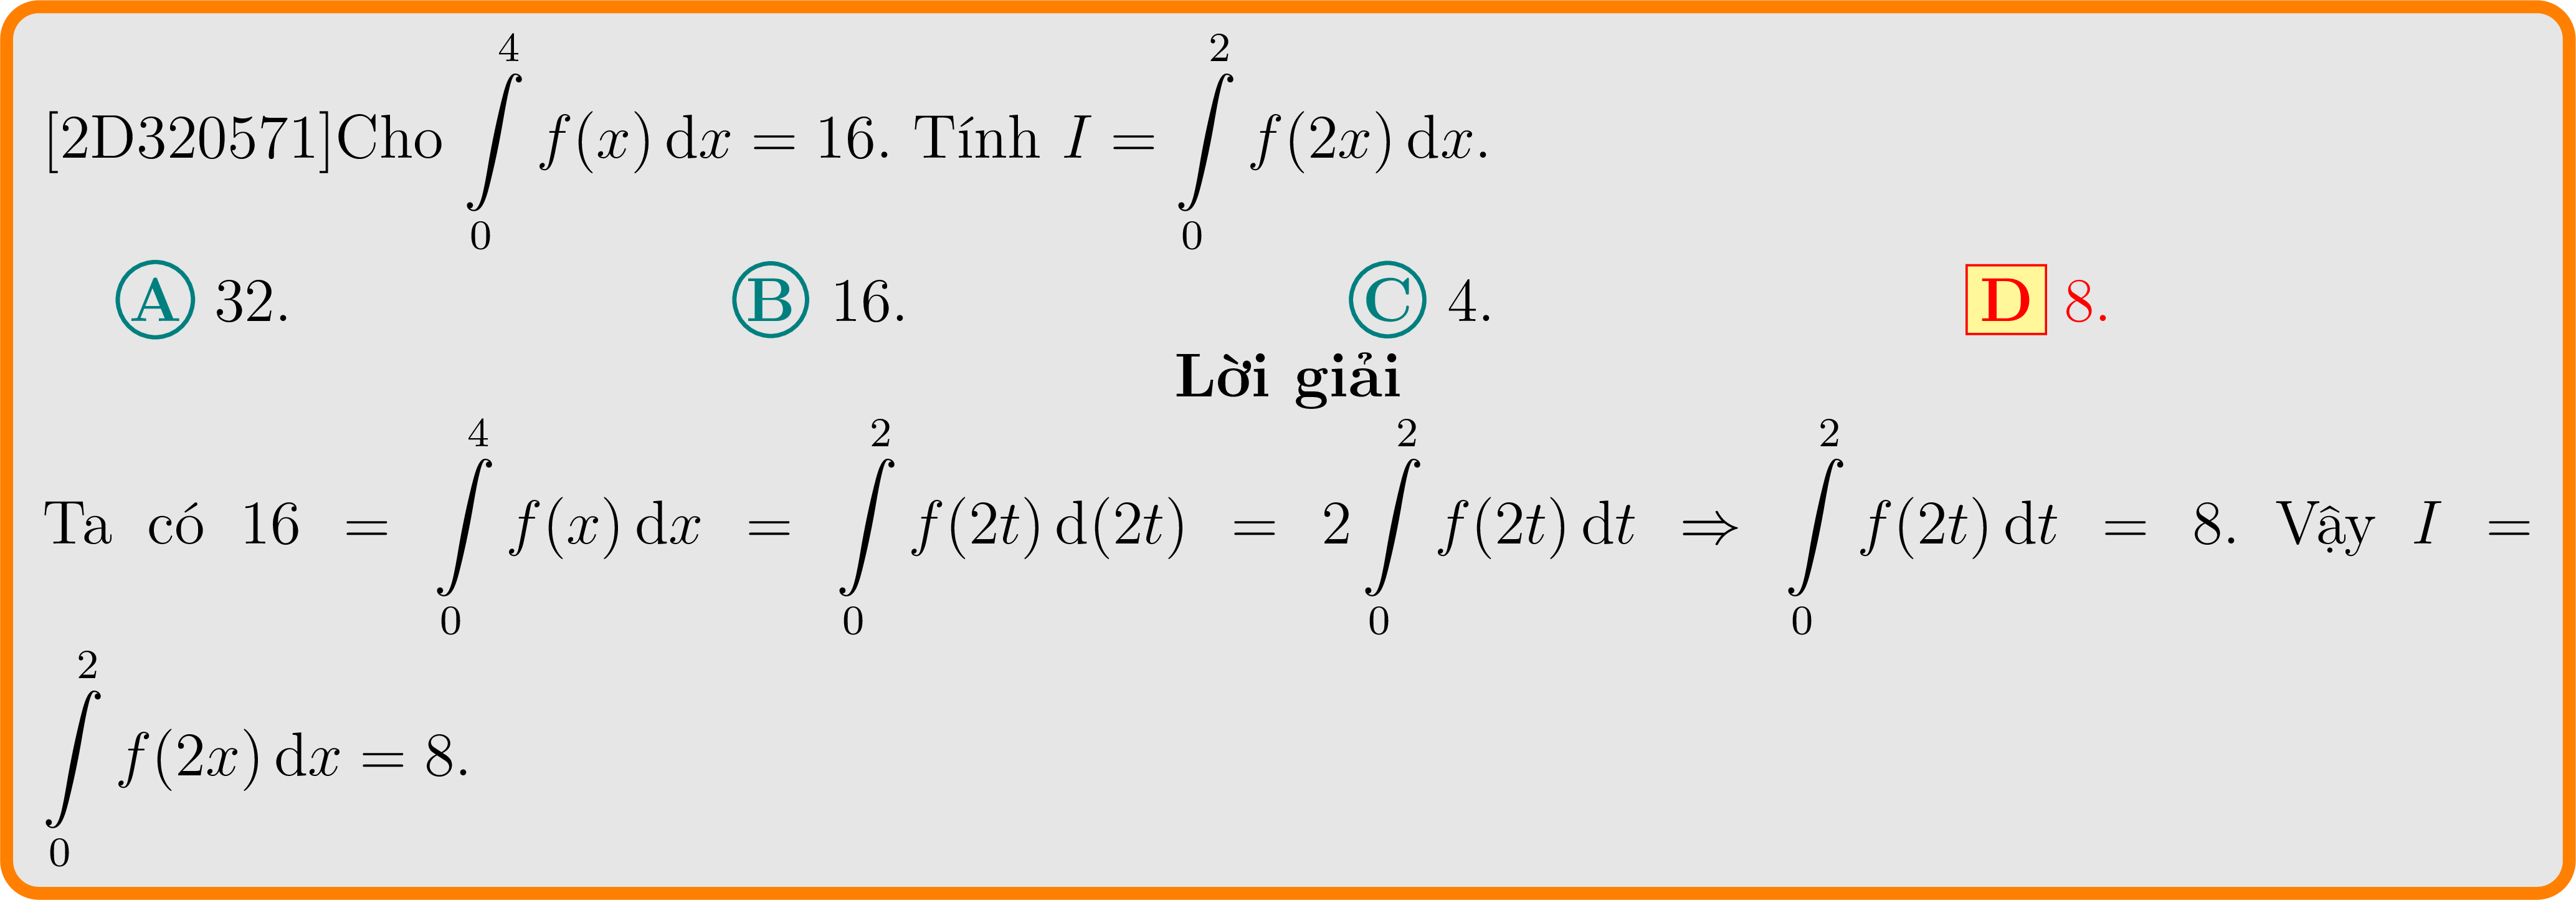 [2D320571]Cho $\int\limits_0^4 f(x)\,\mathrm{d}x = 16$. Tính $I = \int\limits_0^2 f(2x)\,\mathrm{d}x$.
A 32. B 16. C 4. D 8.
Lời giải
Ta có $16 = \int\limits_0^4 f(x)\,\mathrm{d}x = \int\limits_0^2 f(2t)\,\mathrm{d}(2t) = 2\int\limits_0^2 f(2t)\,\mathrm{d}t \Rightarrow \int\limits_0^2 f(2t)\,\mathrm{d}t = 8$. Vậy $I =$
$\int\limits_0^2 f(2x)\,\mathrm{d}x = 8$.